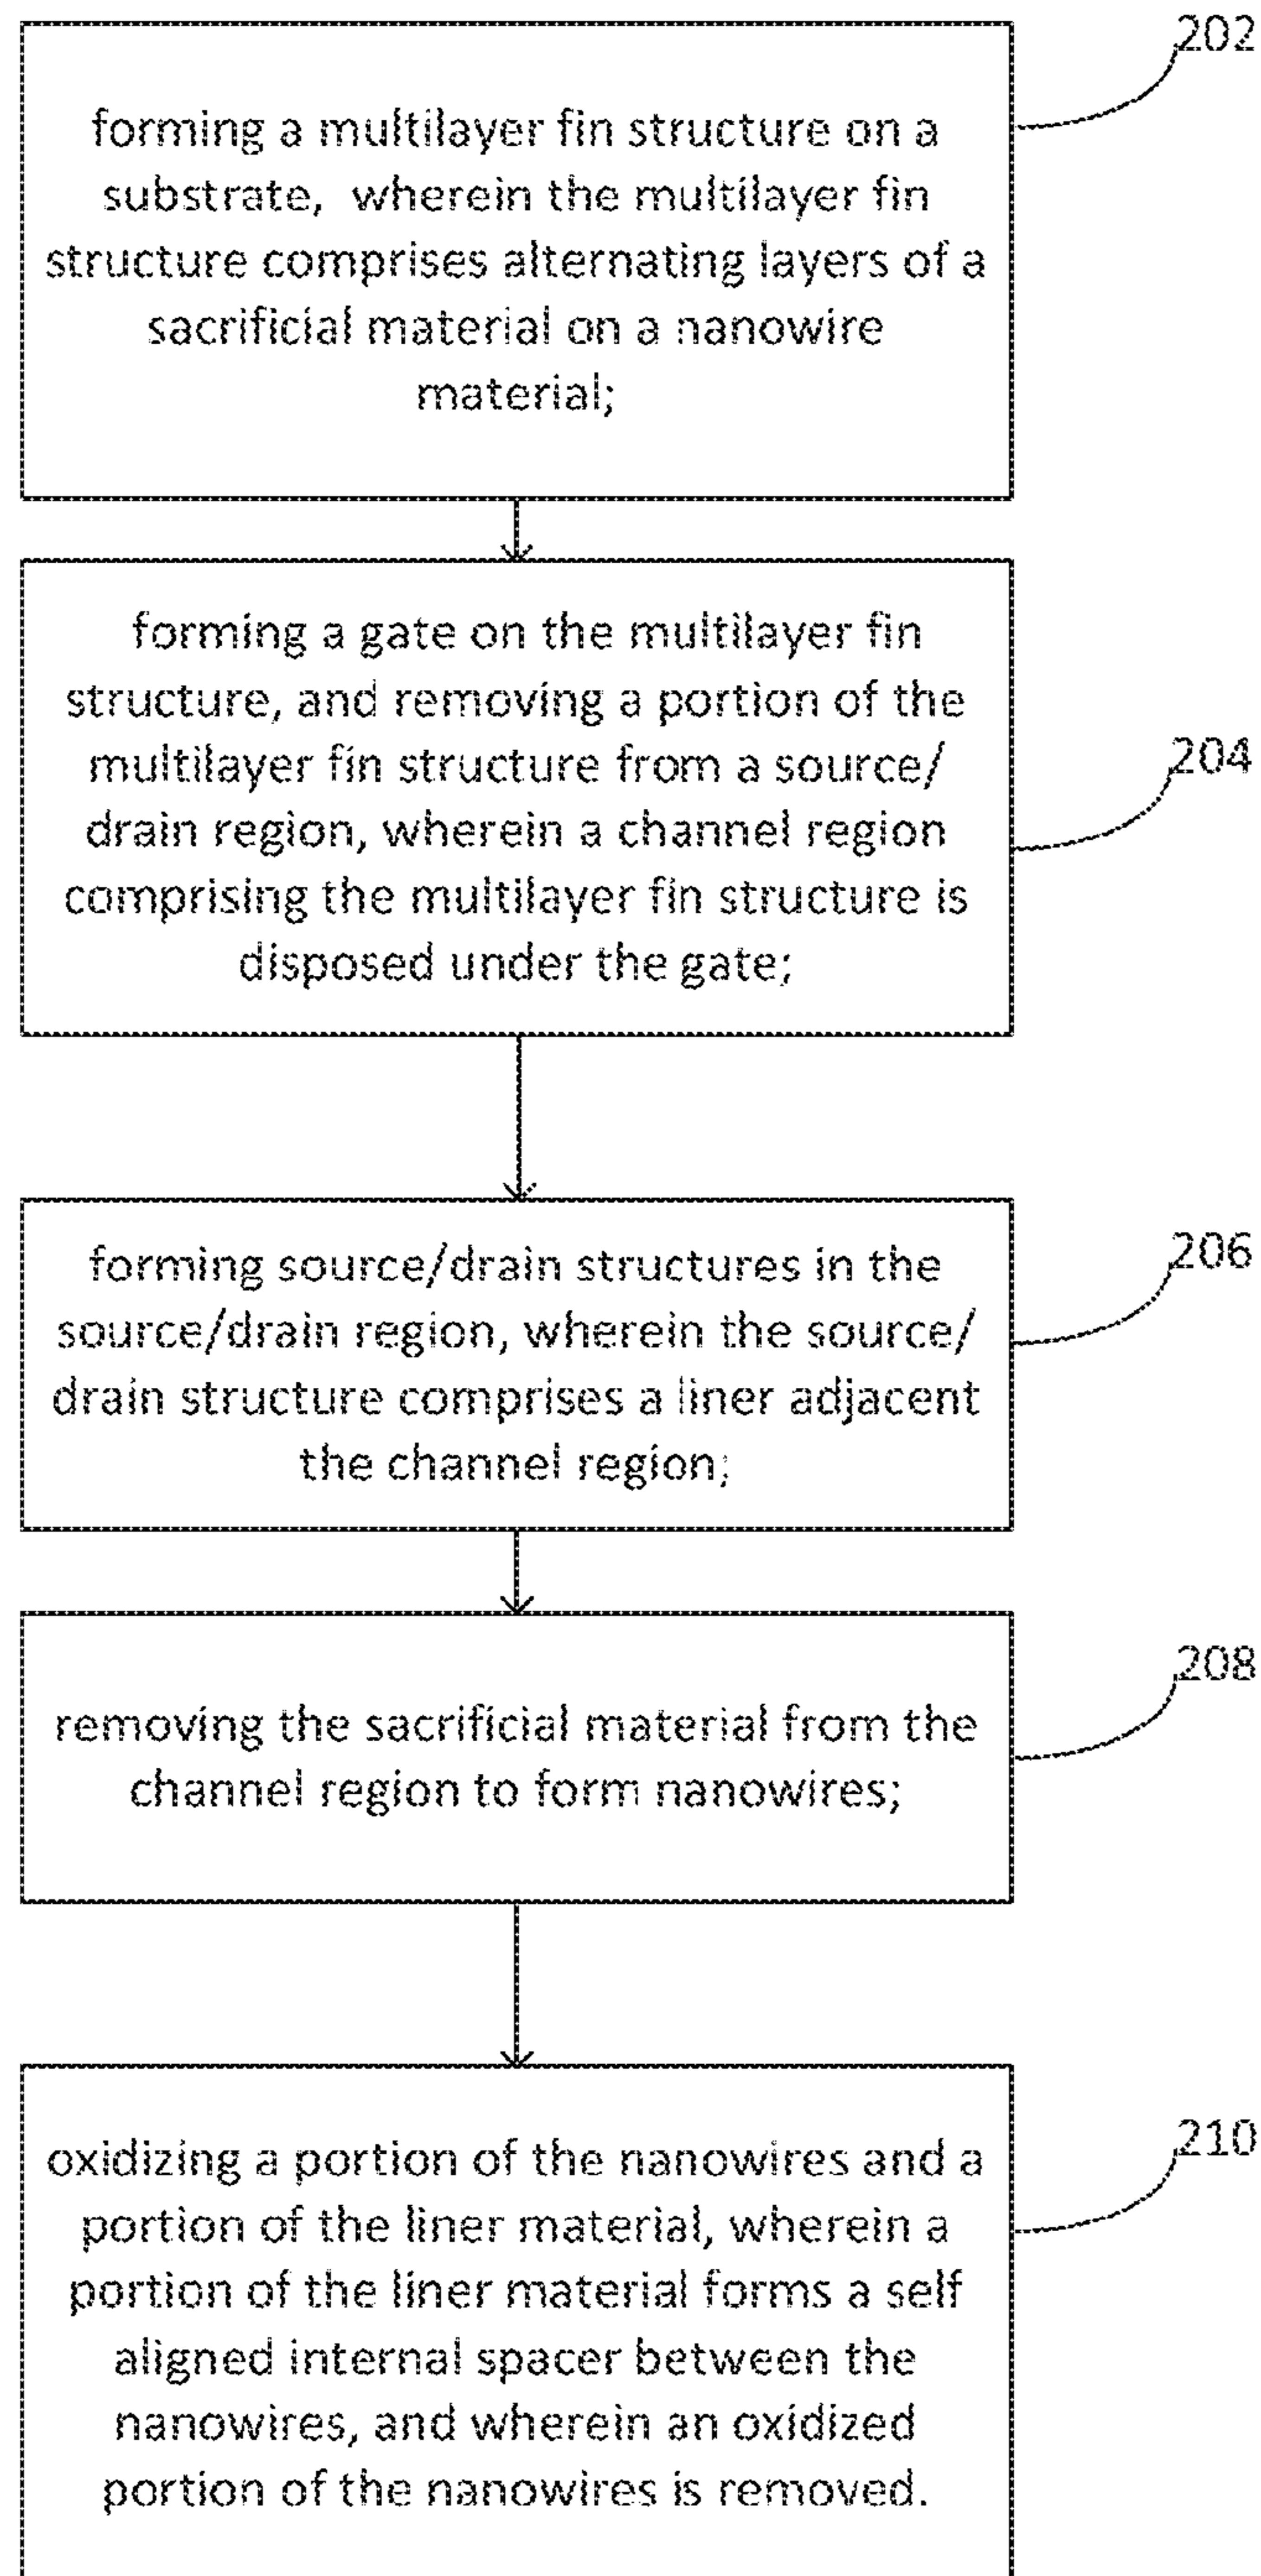 202
forming a multilayer fin structure on a
substrate, wherein the multilayer fin
structure comprises alternating layers of a
sacrificial material on a nanowire
material;
forming a gate on the multilayer fin
structure, and removing a portion of the
multilayer fin structure from a source/
drain region, wherein a channel region
comprising the multilayer fin structure is
disposed under the gate;
204
forming source/drain structures in the
source/drain region, wherein the source/
drain structure comprises a liner adjacent
the channel region;
206
removing the sacrificial material from the
channel region to form nanowires;
208
oxidizing a portion of the nanowires and a
portion of the liner material, wherein a
portion of the liner material forms a self
aligned internal spacer between the
nanowires, and wherein an oxidized
portion of the nanowires is removed.
210